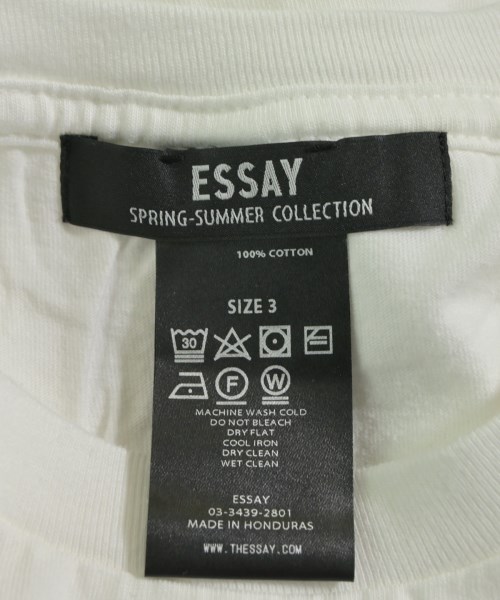 ESSAY
SPRING-SUMMER COLLECTION
100% COTTON
SIZE 3
30
F W
MACHINE WASH COLD
DO NOT BLEACH
DRY FLAT
COOL IRON
DRY CLEAN
WET CLEAN
ESSAY
03-3439-2801
MADE IN HONDURAS
WWW.THESSAY.COM